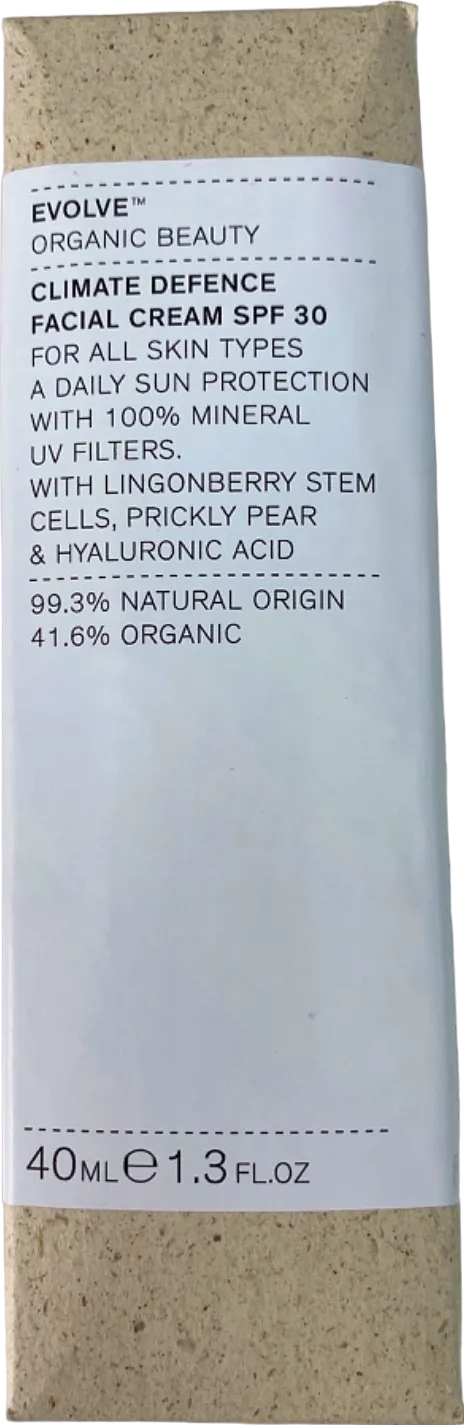 EVOLVE™
ORGANIC BEAUTY
CLIMATE DEFENCE
FACIAL CREAM SPF 30
FOR ALL SKIN TYPES
A DAILY SUN PROTECTION
WITH 100% MINERAL
UV FILTERS.
WITH LINGONBERRY STEM
CELLS, PRICKLY PEAR
& HYALURONIC ACID
99.3% NATURAL ORIGIN
41.6% ORGANIC
40ML℮1.3FL.OZ